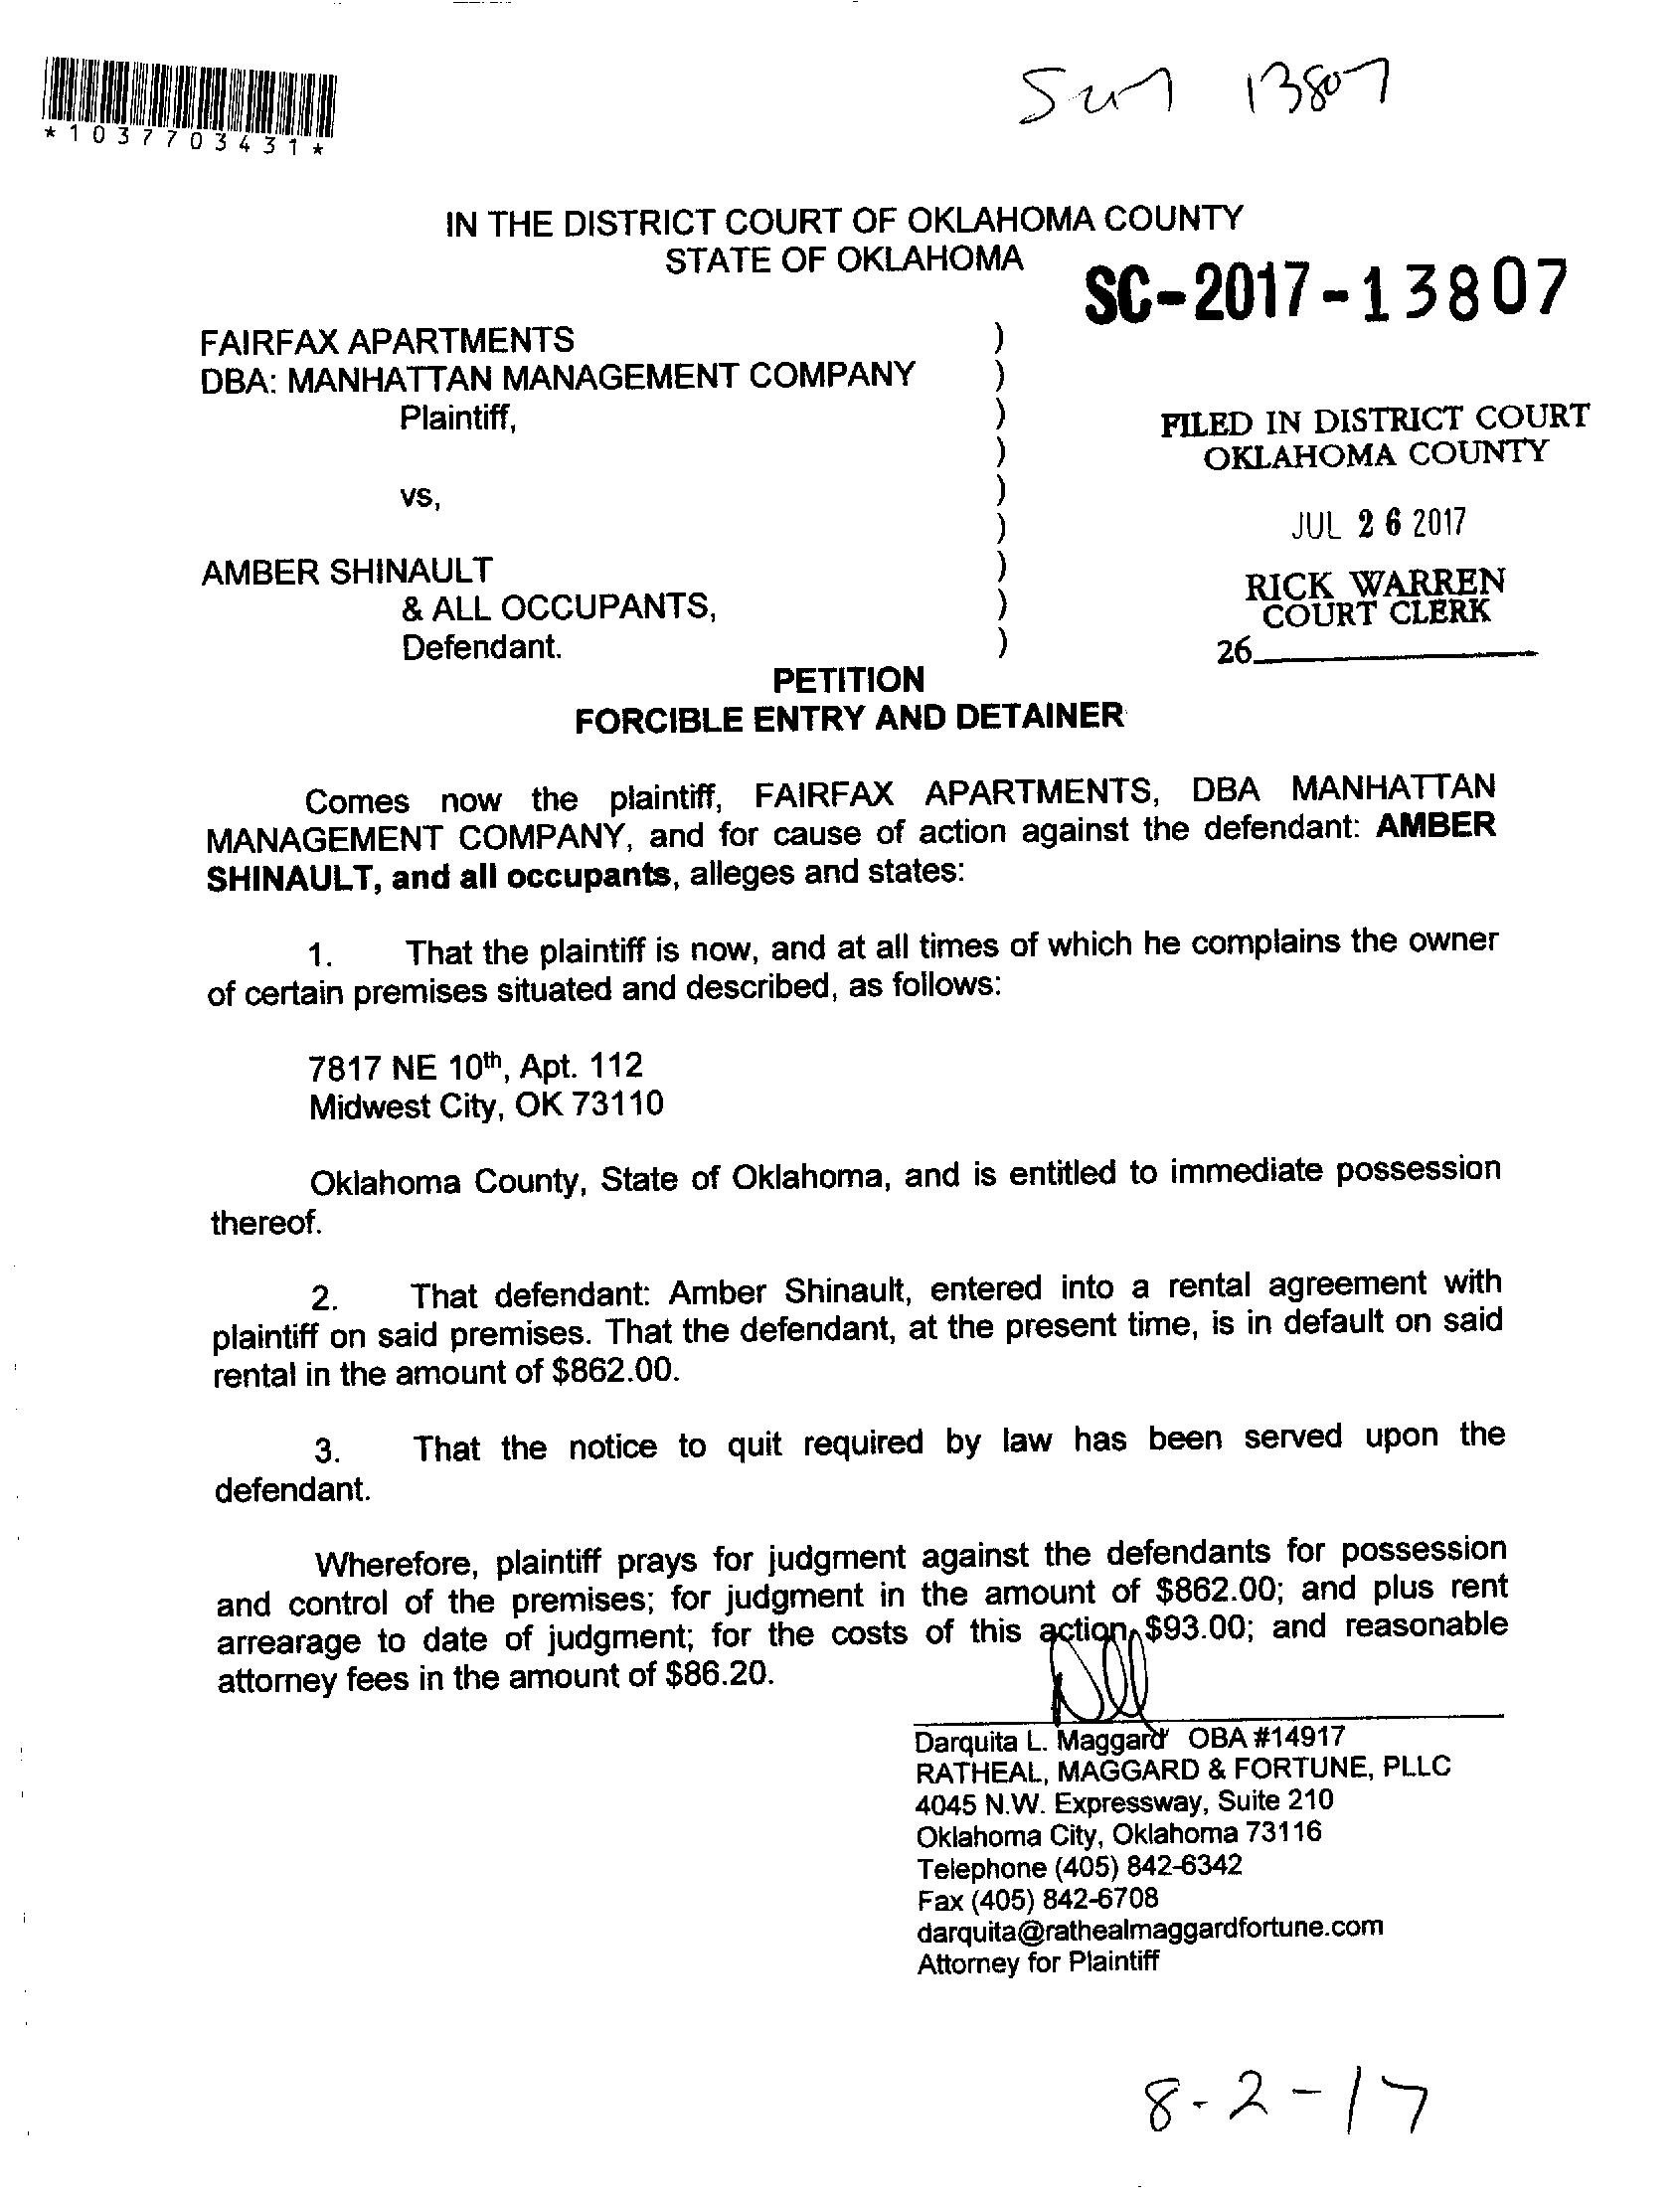 *1037703431*
13807
IN THE DISTRICT COURT OF OKLAHOMA COUNTY
STATE OF OKLAHOMA
SC-2017-13807
FAIRFAX APARTMENTS )
DBA: MANHATTAN MANAGEMENT COMPANY )
Plaintiff, )
)
vs, )
)
AMBER SHINAULT )
& ALL OCCUPANTS, )
Defendant. )
FILED IN DISTRICT COURT
OKLAHOMA COUNTY
JUL 26 2017
RICK WARREN
COURT CLERK
26
PETITION
FORCIBLE ENTRY AND DETAINER
Comes now the plaintiff, FAIRFAX APARTMENTS, DBA MANHATTAN
MANAGEMENT COMPANY, and for cause of action against the defendant: AMBER
SHINAULT, and all occupants, alleges and states:
1. That the plaintiff is now, and at all times of which he complains the owner
of certain premises situated and described, as follows:
7817 NE 10th, Apt. 112
Midwest City, OK 73110
Oklahoma County, State of Oklahoma, and is entitled to immediate possession
thereof.
2. That defendant: Amber Shinault, entered into a rental agreement with
plaintiff on said premises. That the defendant, at the present time, is in default on said
rental in the amount of $862.00.
3. That the notice to quit required by law has been served upon the
defendant.
Wherefore, plaintiff prays for judgment against the defendants for possession
and control of the premises; for judgment in the amount of $862.00; and plus rent
arrearage to date of judgment; for the costs of this action, $93.00; and reasonable
attorney fees in the amount of $86.20.
Darquita L. Maggard OBA #14917
RATHEAL, MAGGARD & FORTUNE, PLLC
4045 N.W. Expressway, Suite 210
Oklahoma City, Oklahoma 73116
Telephone (405) 842-6342
Fax (405) 842-6708
darquita@rathealmaggardfortune.com
Attorney for Plaintiff
8-2-17